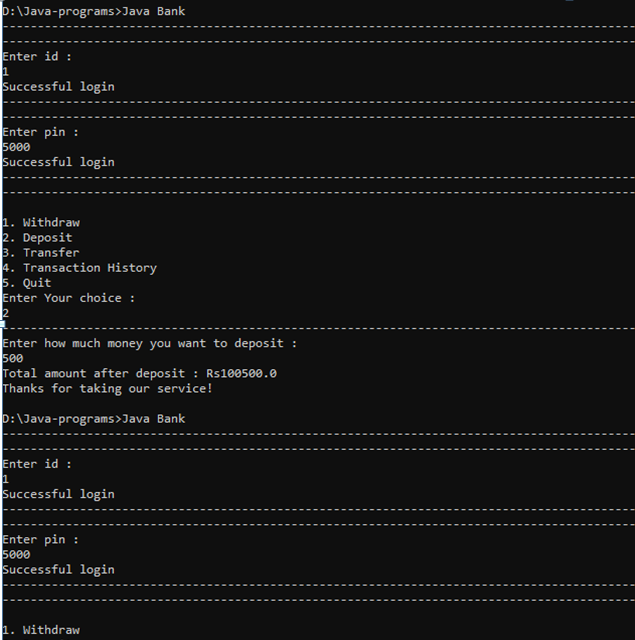 D:\Java-programs>Java Bank
--------------------------------------------------------------------------------
--------------------------------------------------------------------------------
Enter id :
1
Successful login
--------------------------------------------------------------------------------
--------------------------------------------------------------------------------
Enter pin :
5000
Successful login
--------------------------------------------------------------------------------
--------------------------------------------------------------------------------
1. Withdraw
2. Deposit
3. Transfer
4. Transaction History
5. Quit
Enter Your choice :
2
--------------------------------------------------------------------------------
Enter how much money you want to deposit :
500
Total amount after deposit : Rs100500.0
Thanks for taking our service!
D:\Java-programs>Java Bank
--------------------------------------------------------------------------------
--------------------------------------------------------------------------------
Enter id :
1
Successful login
--------------------------------------------------------------------------------
--------------------------------------------------------------------------------
Enter pin :
5000
Successful login
--------------------------------------------------------------------------------
--------------------------------------------------------------------------------
1. Withdraw